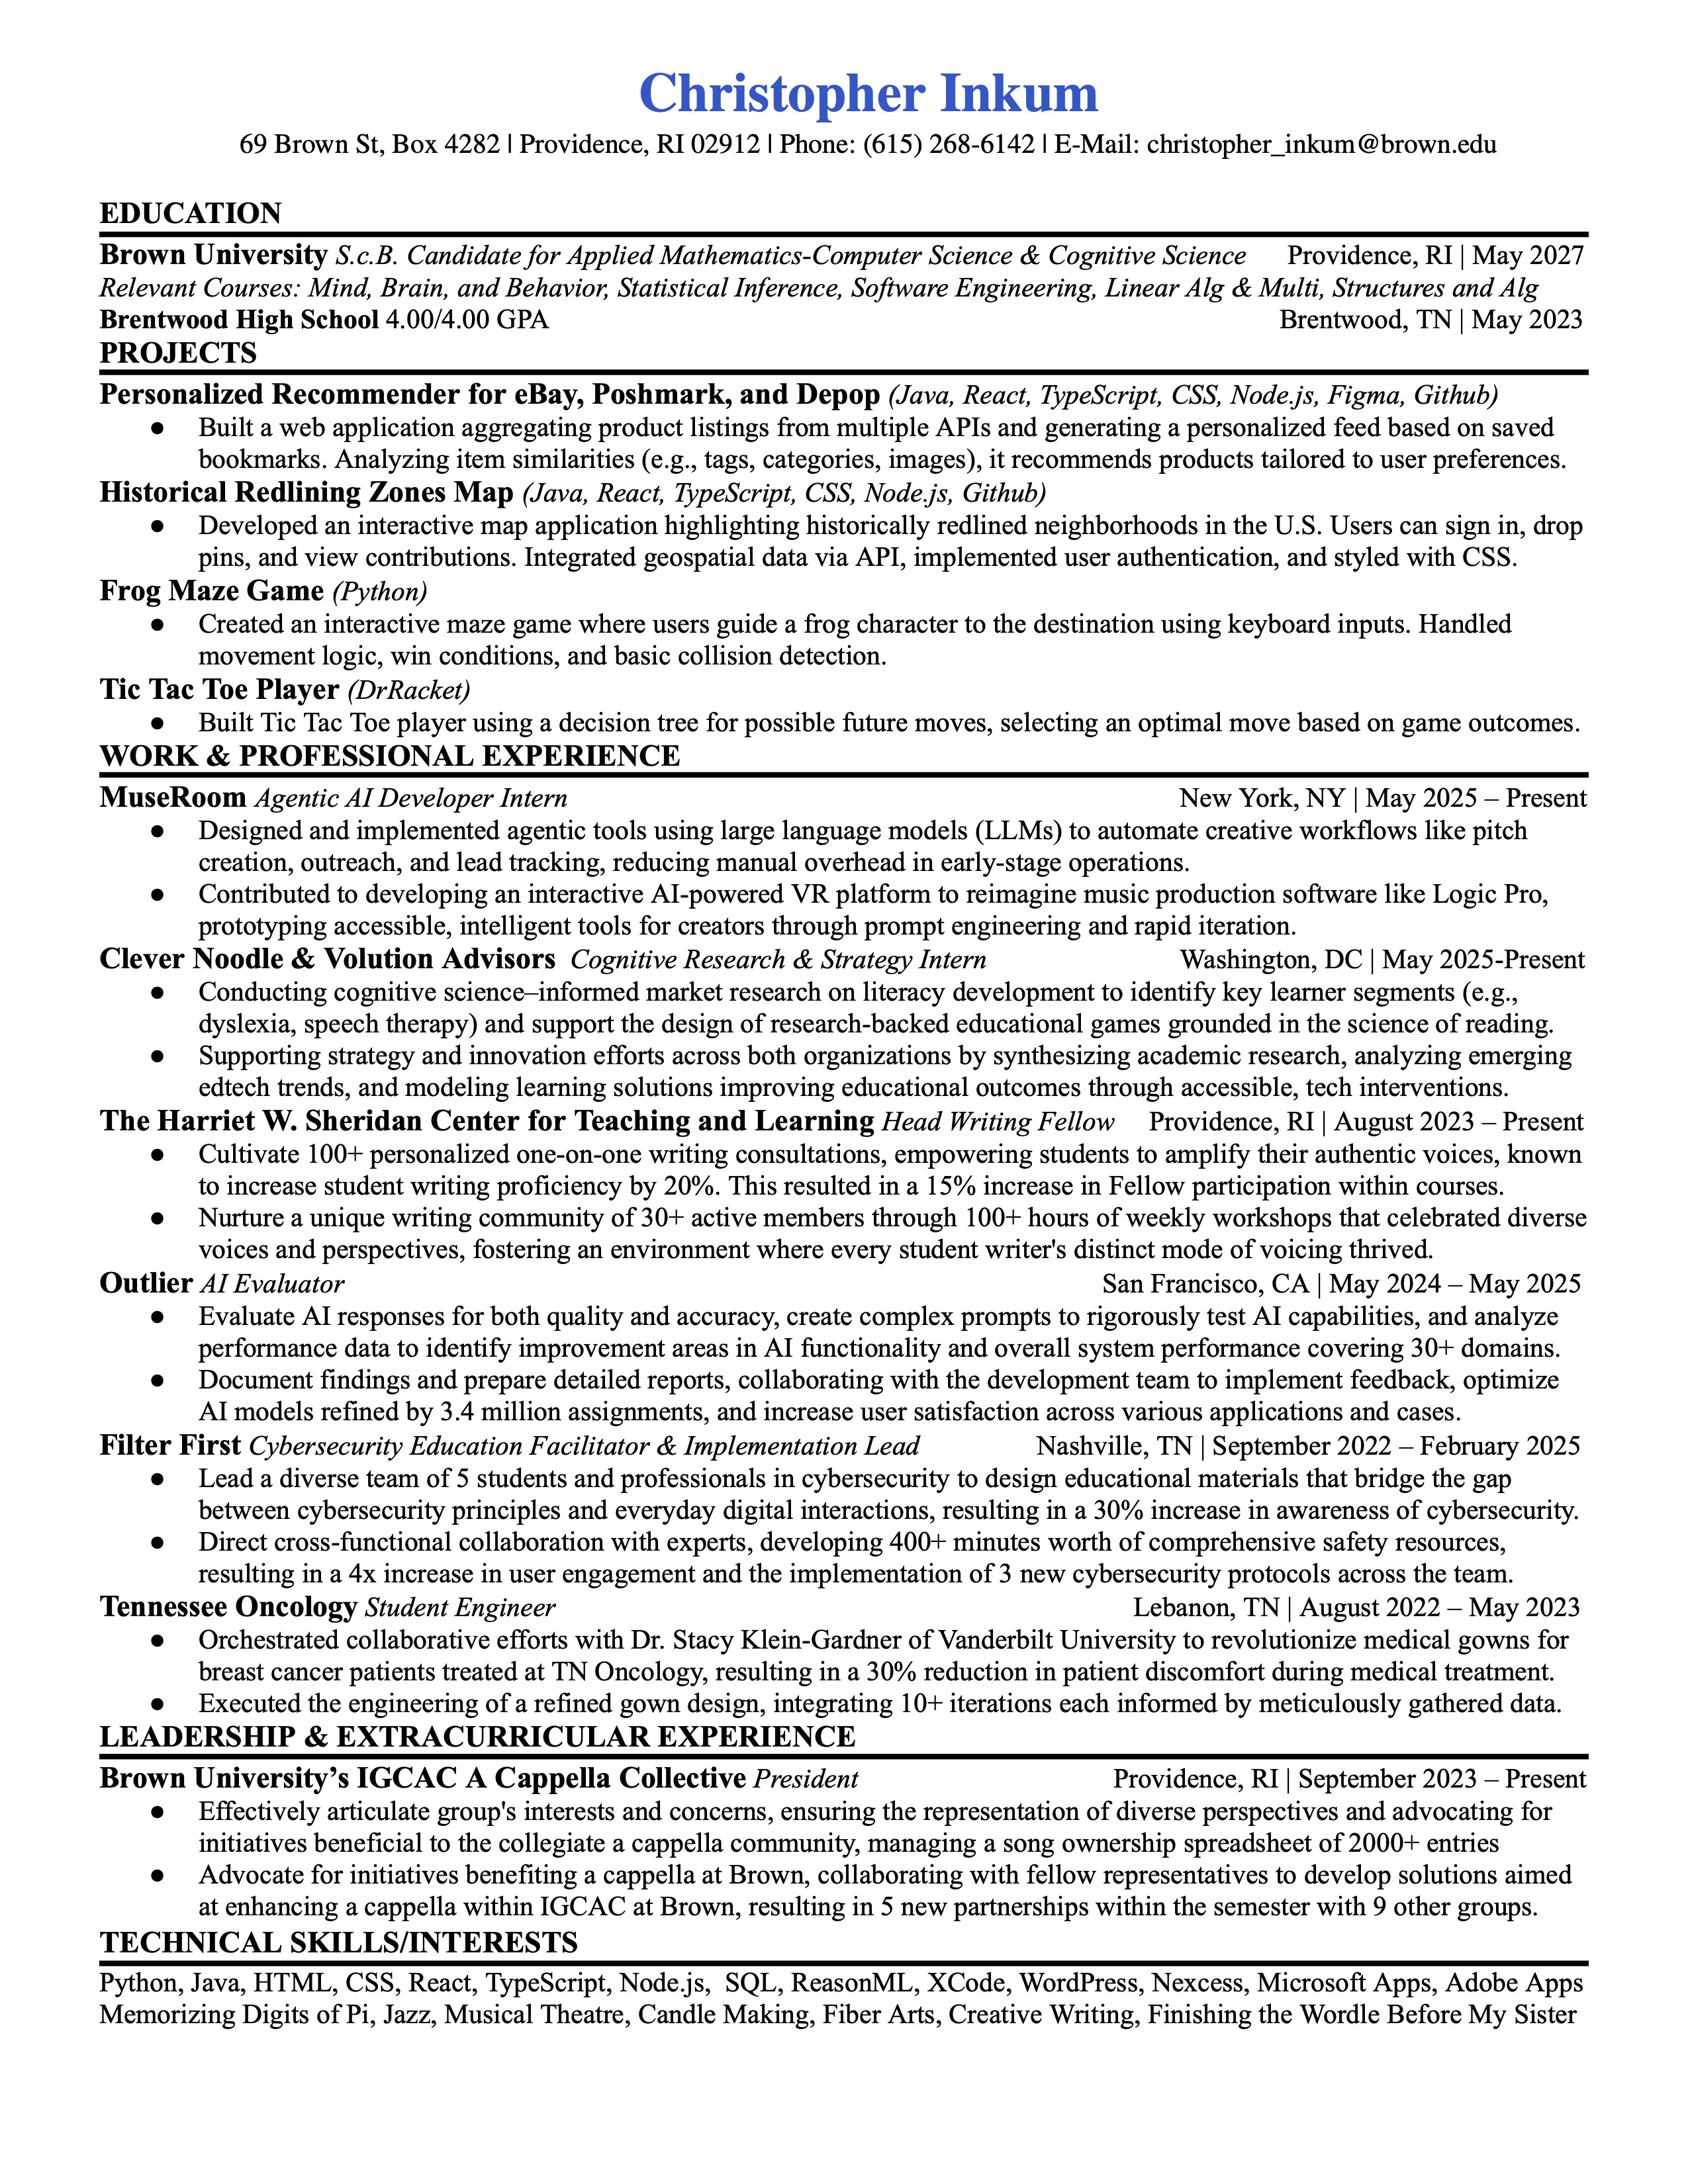 Christopher Inkum
69 Brown St, Box 4282 | Providence, RI 02912 | Phone: (615) 268-6142 | E-Mail: christopher_inkum@brown.edu
EDUCATION
Brown University S.c.B. Candidate for Applied Mathematics-Computer Science & Cognitive Science Providence, RI | May 2027
Relevant Courses: Mind, Brain, and Behavior, Statistical Inference, Software Engineering, Linear Alg & Multi, Structures and Alg
Brentwood High School 4.00/4.00 GPA Brentwood, TN | May 2023
PROJECTS
Personalized Recommender for eBay, Poshmark, and Depop (Java, React, TypeScript, CSS, Node.js, Figma, Github)
● Built a web application aggregating product listings from multiple APIs and generating a personalized feed based on saved
bookmarks. Analyzing item similarities (e.g., tags, categories, images), it recommends products tailored to user preferences.
Historical Redlining Zones Map (Java, React, TypeScript, CSS, Node.js, Github)
● Developed an interactive map application highlighting historically redlined neighborhoods in the U.S. Users can sign in, drop
pins, and view contributions. Integrated geospatial data via API, implemented user authentication, and styled with CSS.
Frog Maze Game (Python)
● Created an interactive maze game where users guide a frog character to the destination using keyboard inputs. Handled
movement logic, win conditions, and basic collision detection.
Tic Tac Toe Player (DrRacket)
● Built Tic Tac Toe player using a decision tree for possible future moves, selecting an optimal move based on game outcomes.
WORK & PROFESSIONAL EXPERIENCE
MuseRoom Agentic AI Developer Intern New York, NY | May 2025 – Present
● Designed and implemented agentic tools using large language models (LLMs) to automate creative workflows like pitch
creation, outreach, and lead tracking, reducing manual overhead in early-stage operations.
● Contributed to developing an interactive AI-powered VR platform to reimagine music production software like Logic Pro,
prototyping accessible, intelligent tools for creators through prompt engineering and rapid iteration.
Clever Noodle & Volution Advisors Cognitive Research & Strategy Intern Washington, DC | May 2025-Present
● Conducting cognitive science–informed market research on literacy development to identify key learner segments (e.g.,
dyslexia, speech therapy) and support the design of research-backed educational games grounded in the science of reading.
● Supporting strategy and innovation efforts across both organizations by synthesizing academic research, analyzing emerging
edtech trends, and modeling learning solutions improving educational outcomes through accessible, tech interventions.
The Harriet W. Sheridan Center for Teaching and Learning Head Writing Fellow Providence, RI | August 2023 – Present
● Cultivate 100+ personalized one-on-one writing consultations, empowering students to amplify their authentic voices, known
to increase student writing proficiency by 20%. This resulted in a 15% increase in Fellow participation within courses.
● Nurture a unique writing community of 30+ active members through 100+ hours of weekly workshops that celebrated diverse
voices and perspectives, fostering an environment where every student writer's distinct mode of voicing thrived.
Outlier AI Evaluator San Francisco, CA | May 2024 – May 2025
● Evaluate AI responses for both quality and accuracy, create complex prompts to rigorously test AI capabilities, and analyze
performance data to identify improvement areas in AI functionality and overall system performance covering 30+ domains.
● Document findings and prepare detailed reports, collaborating with the development team to implement feedback, optimize
AI models refined by 3.4 million assignments, and increase user satisfaction across various applications and cases.
Filter First Cybersecurity Education Facilitator & Implementation Lead Nashville, TN | September 2022 – February 2025
● Lead a diverse team of 5 students and professionals in cybersecurity to design educational materials that bridge the gap
between cybersecurity principles and everyday digital interactions, resulting in a 30% increase in awareness of cybersecurity.
● Direct cross-functional collaboration with experts, developing 400+ minutes worth of comprehensive safety resources,
resulting in a 4x increase in user engagement and the implementation of 3 new cybersecurity protocols across the team.
Tennessee Oncology Student Engineer Lebanon, TN | August 2022 – May 2023
● Orchestrated collaborative efforts with Dr. Stacy Klein-Gardner of Vanderbilt University to revolutionize medical gowns for
breast cancer patients treated at TN Oncology, resulting in a 30% reduction in patient discomfort during medical treatment.
● Executed the engineering of a refined gown design, integrating 10+ iterations each informed by meticulously gathered data.
LEADERSHIP & EXTRACURRICULAR EXPERIENCE
Brown University’s IGCAC A Cappella Collective President Providence, RI | September 2023 – Present
● Effectively articulate group's interests and concerns, ensuring the representation of diverse perspectives and advocating for
initiatives beneficial to the collegiate a cappella community, managing a song ownership spreadsheet of 2000+ entries
● Advocate for initiatives benefiting a cappella at Brown, collaborating with fellow representatives to develop solutions aimed
at enhancing a cappella within IGCAC at Brown, resulting in 5 new partnerships within the semester with 9 other groups.
TECHNICAL SKILLS/INTERESTS
Python, Java, HTML, CSS, React, TypeScript, Node.js, SQL, ReasonML, XCode, WordPress, Nexcess, Microsoft Apps, Adobe Apps
Memorizing Digits of Pi, Jazz, Musical Theatre, Candle Making, Fiber Arts, Creative Writing, Finishing the Wordle Before My Sister